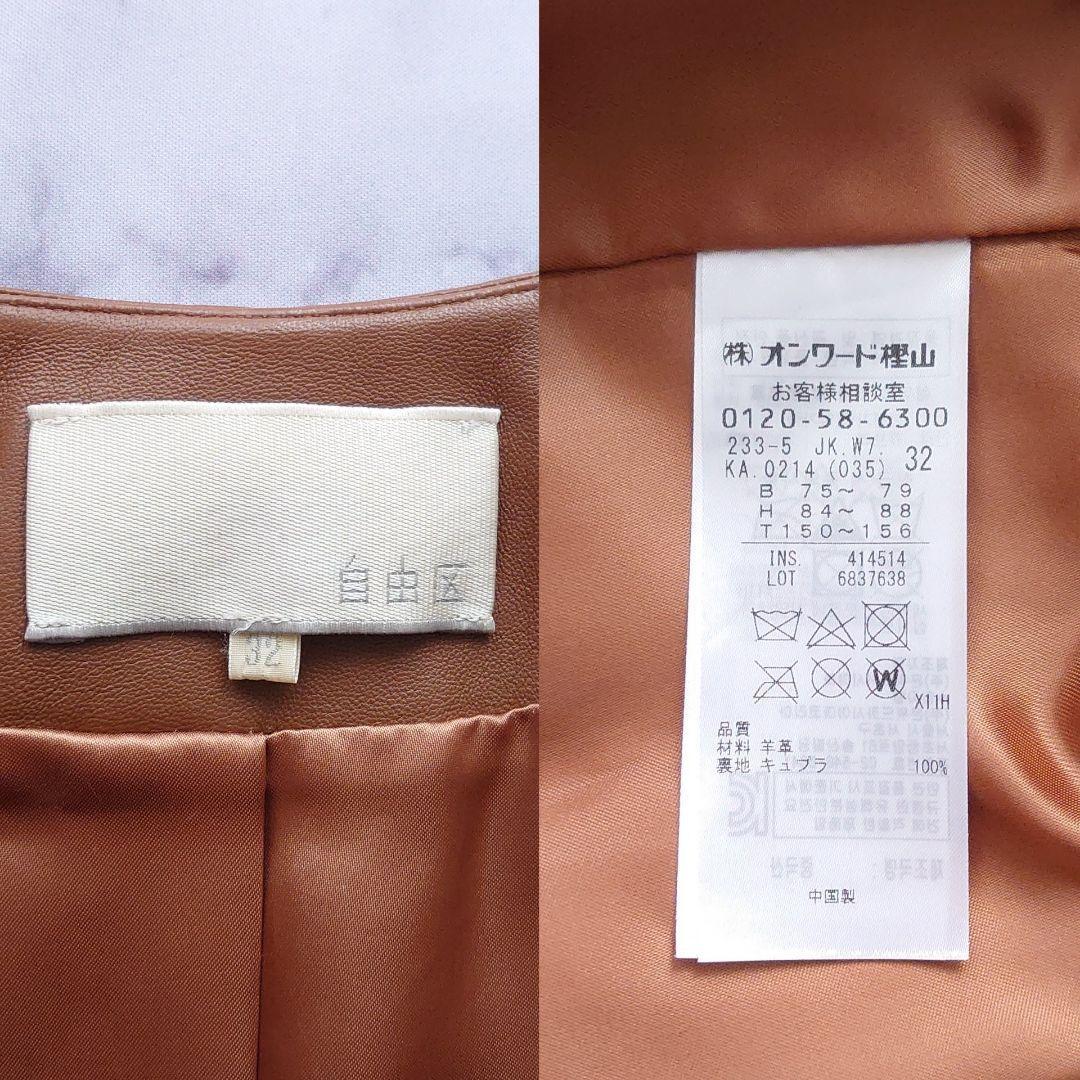 自由区
32
㈱オンワード樫山
お客様相談室
0120-58-6300
233-5 JK.W7.
KA.0214 (035) 32
B 75〜 79
H 84〜 88
T150〜156
INS. 414514
LOT 6837638
W
X11H
品質
材料 羊革
裏地 キュプラ 100%
中国製